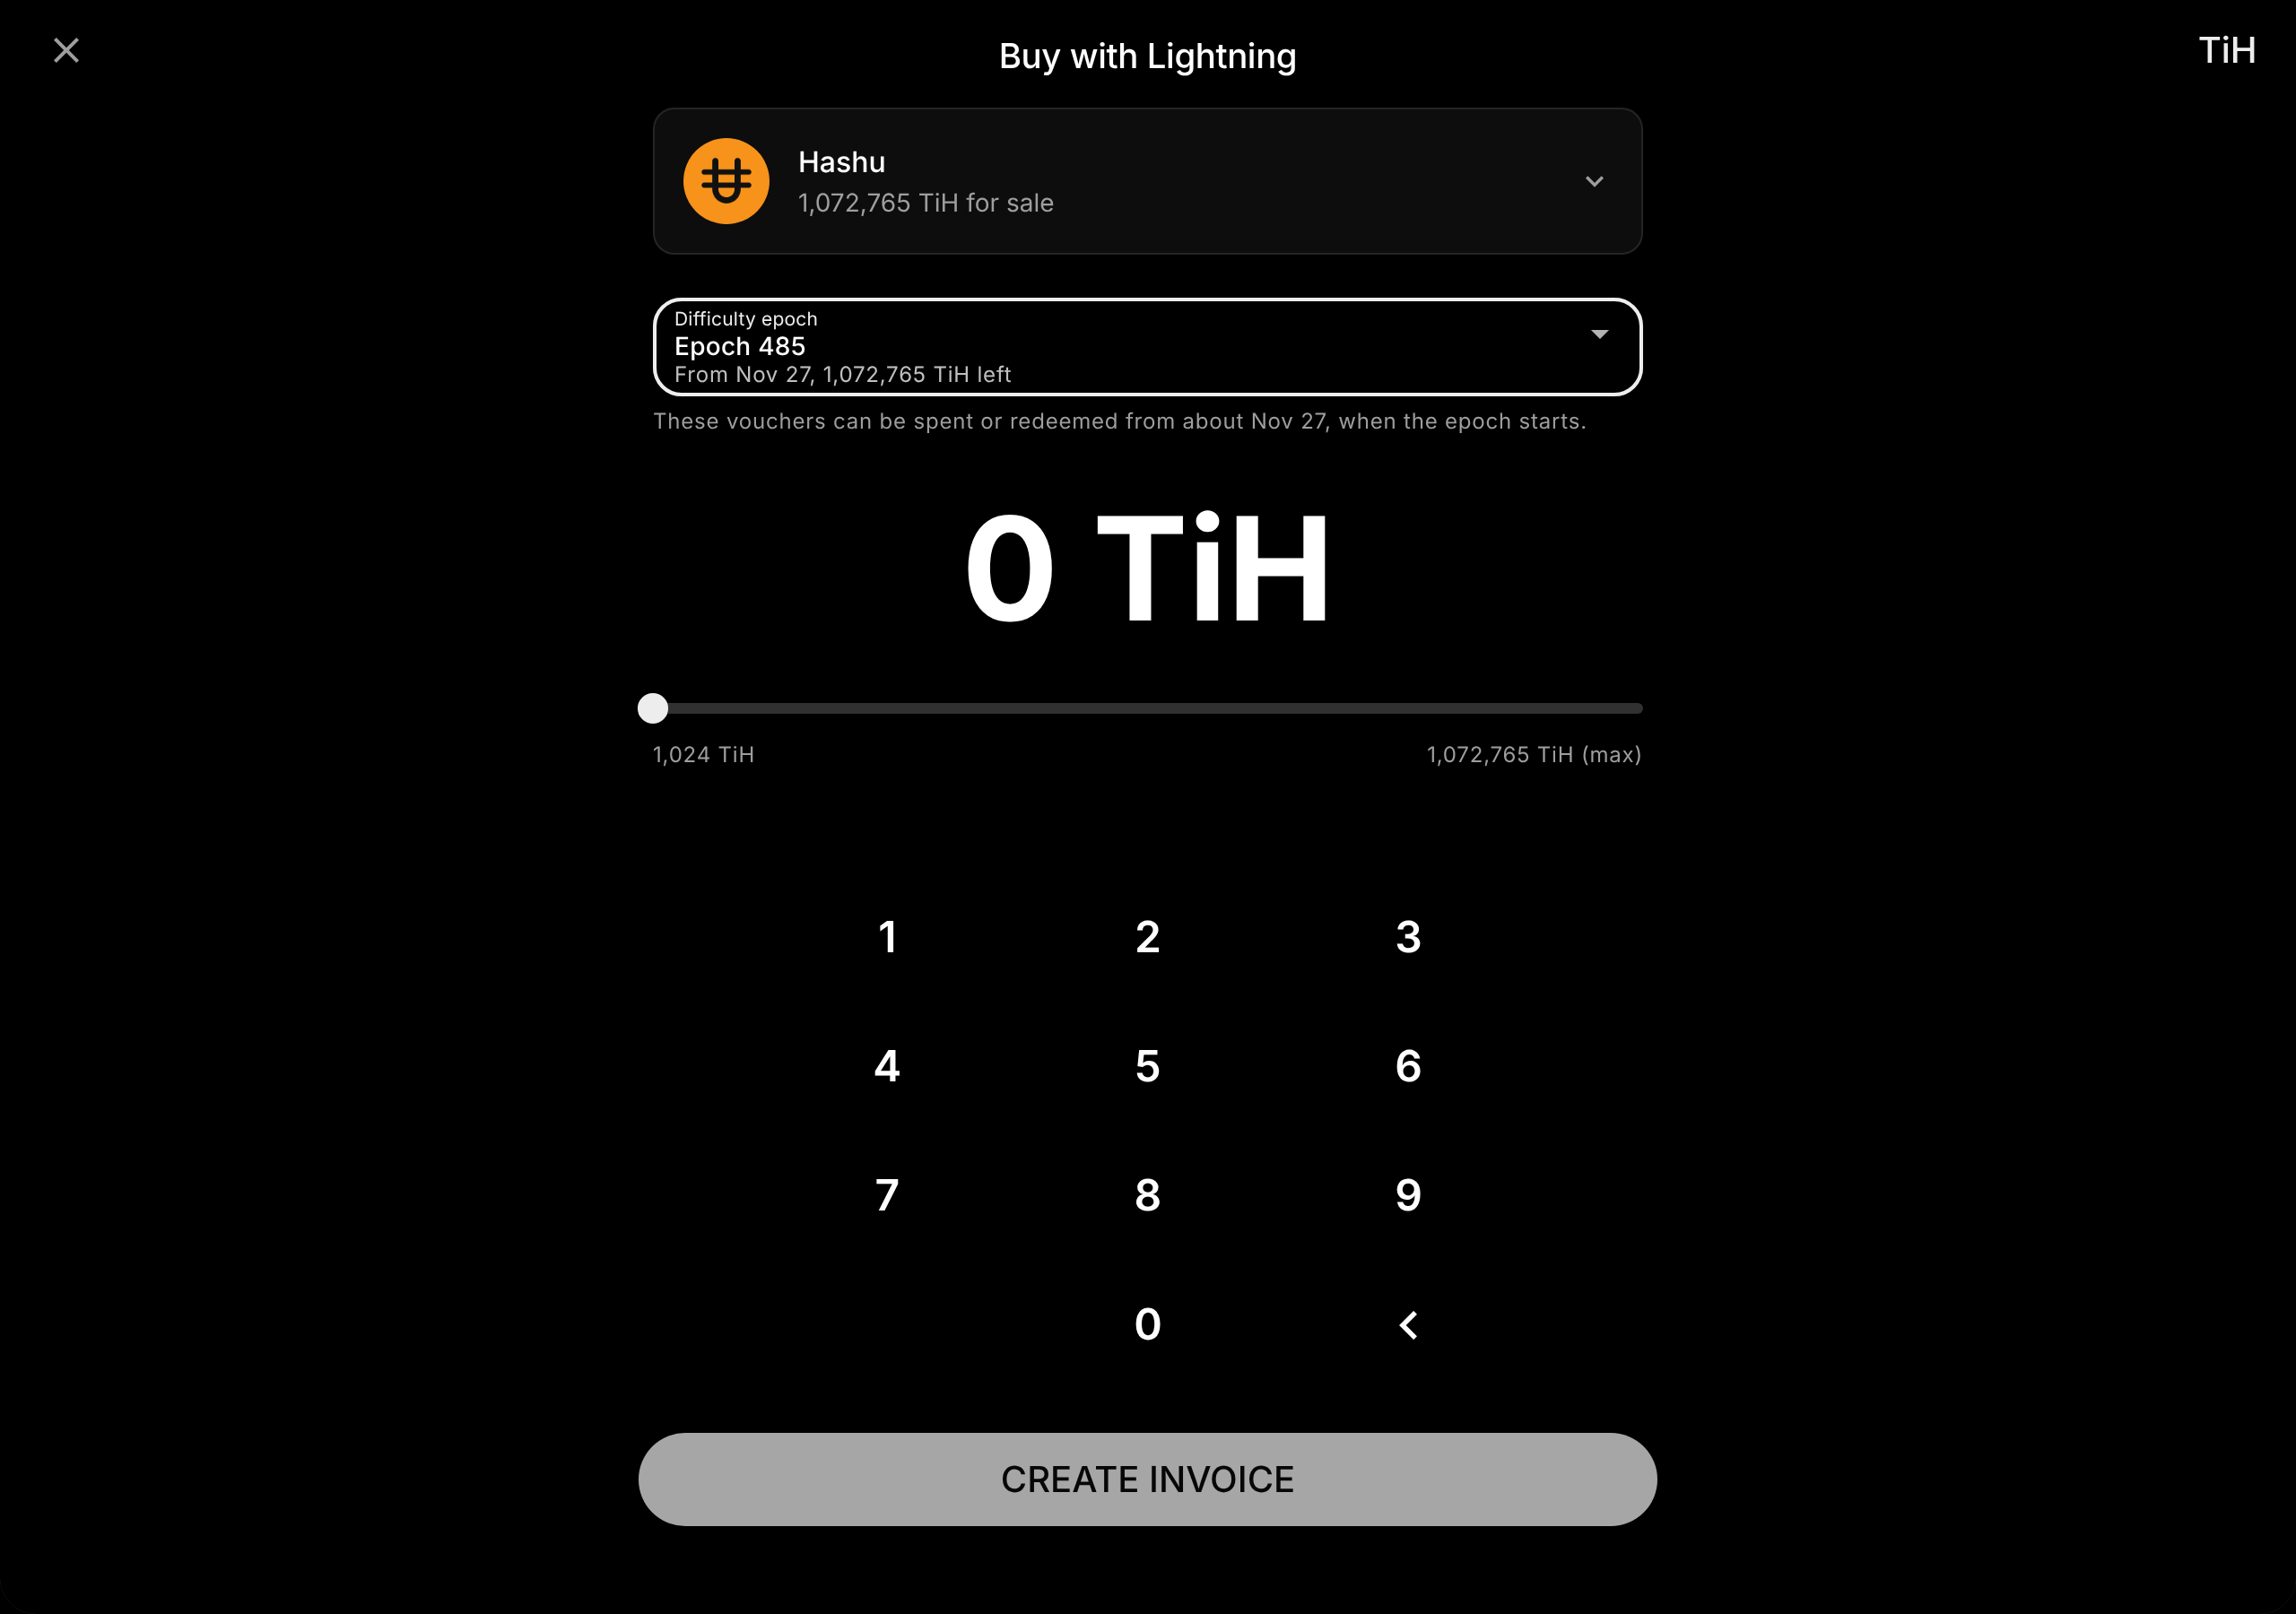 Buy with Lightning
TiH
Hashu
1,072,765 TiH for sale
Difficulty epoch
Epoch 485
From Nov 27, 1,072,765 TiH left
These vouchers can be spent or redeemed from about Nov 27, when the epoch starts.
0 TiH
1,024 TiH
1,072,765 TiH (max)
1 2 3
4 5 6
7 8 9
0
CREATE INVOICE